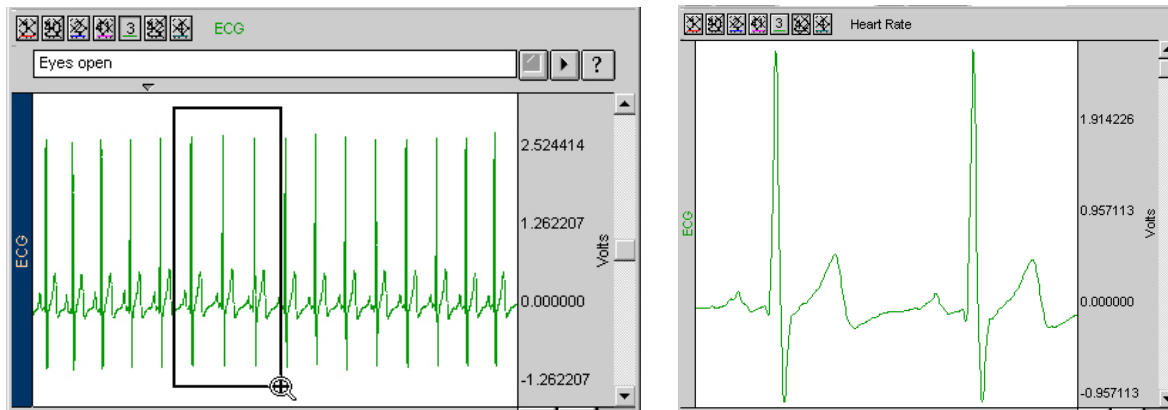 3 ECG
Eyes open
?
2.524414
1.262207
0.000000
-1.262207
ECG
Volts
3 Heart Rate
1.914226
0.957113
0.000000
-0.957113
ECG
Volts